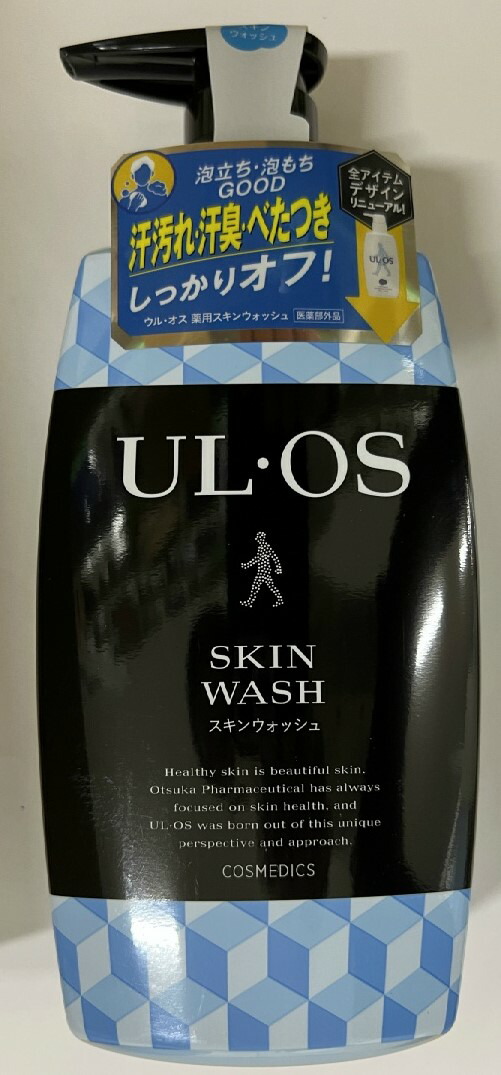 スキン
ウォッシュ
泡立ち・泡もち
GOOD
汗汚れ・汗臭・べたつき
しっかりオフ!
ウル・オス 薬用スキンウォッシュ 医薬部外品
全アイテム
デザイン
リニューアル!
UL·OS
UL·OS
SKIN
WASH
スキンウォッシュ
Healthy skin is beautiful skin.
Otsuka Pharmaceutical has always
focused on skin health, and
UL·OS was born out of this unique
perspective and approach.
COSMEDICS